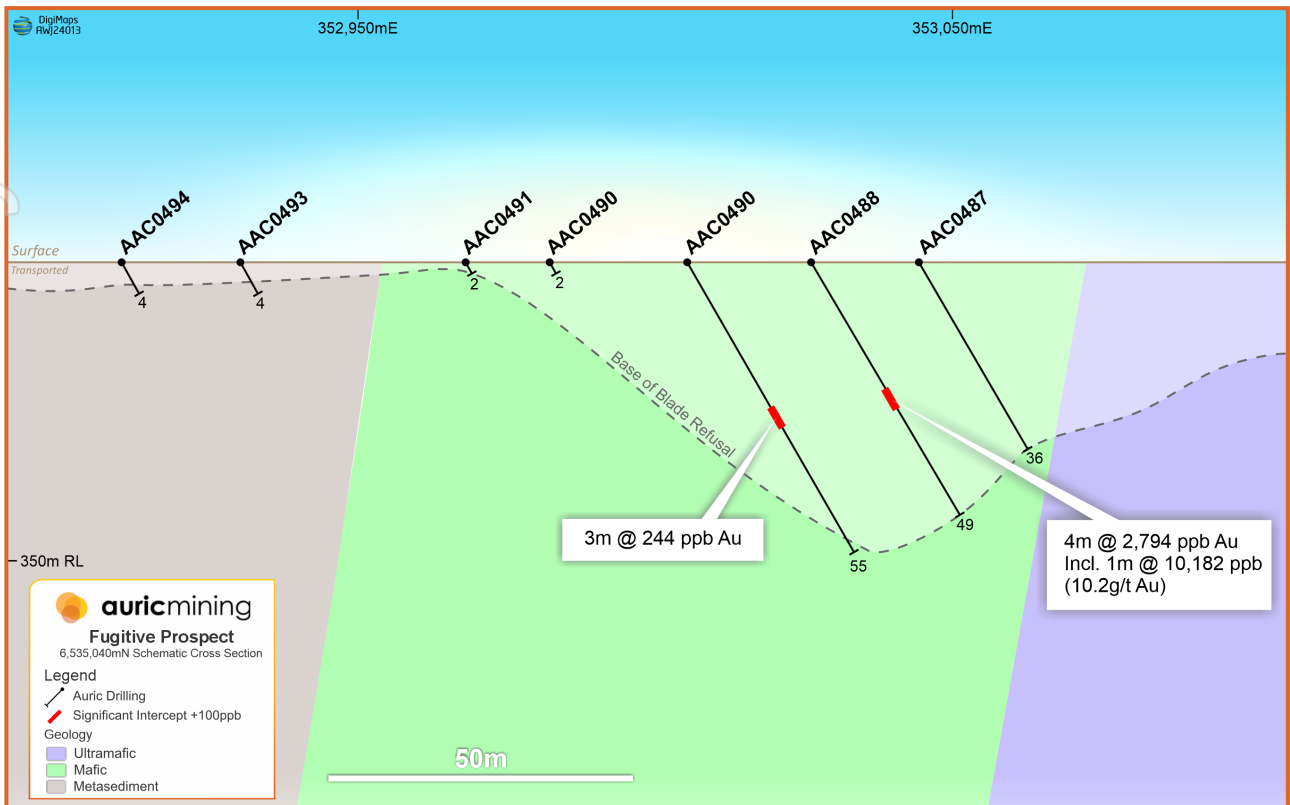 DigiMaps
AWJ24013
352,950mE
353,050mE
AAC0494
AAC0493
AAC0491
AAC0490
AAC0490
AAC0488
AAC0487
Surface
Transported
4
4
2
2
Base of Blade Refusal
36
49
55
3m @ 244 ppb Au
4m @ 2,794 ppb Au
Incl. 1m @ 10,182 ppb
(10.2g/t Au)
350m RL
auricmining
Fugitive Prospect
6,535,040mN Schematic Cross Section
Legend
Auric Drilling
Significant Intercept +100ppb
Geology
Ultramafic
Mafic
Metasediment
50m